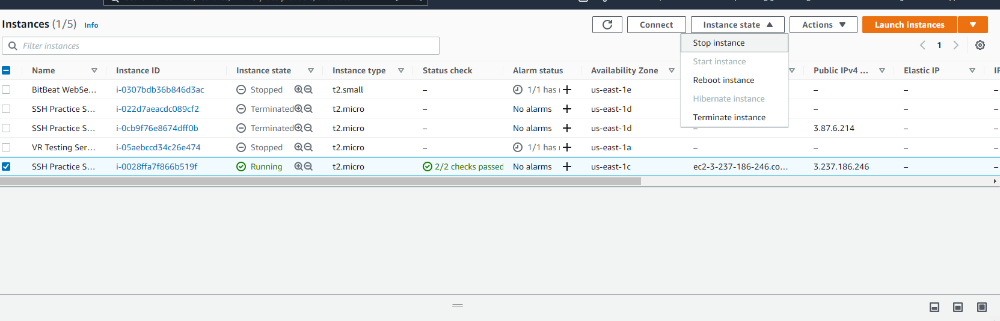 Instances (1/5) Info
Connect Instance state Actions Launch instances
Filter instances
1
Stop instance
Start instance
Reboot instance
Hibernate instance
Terminate instance
Name Instance ID Instance state Instance type Status check Alarm status Availability Zone Public IPv4 ... Elastic IP IP
BitBeat WebSe... i-0307bdb36b846d3ac Stopped t2.small – 1/1 has us-east-1e – –
SSH Practice S... i-022d7aeacdc089cf2 Terminated t2.micro – No alarms us-east-1d – – –
SSH Practice S... i-0cb9f76e8674dff0b Terminated t2.micro – No alarms us-east-1d – 3.87.6.214 – –
VR Testing Ser... i-05aebccd34c26e474 Stopped t2.micro – 1/1 has us-east-1a – – – –
SSH Practice S... i-0028ffa7f866b519f Running t2.micro 2/2 checks passed No alarms us-east-1c ec2-3-237-186-246.co... 3.237.186.246 – –